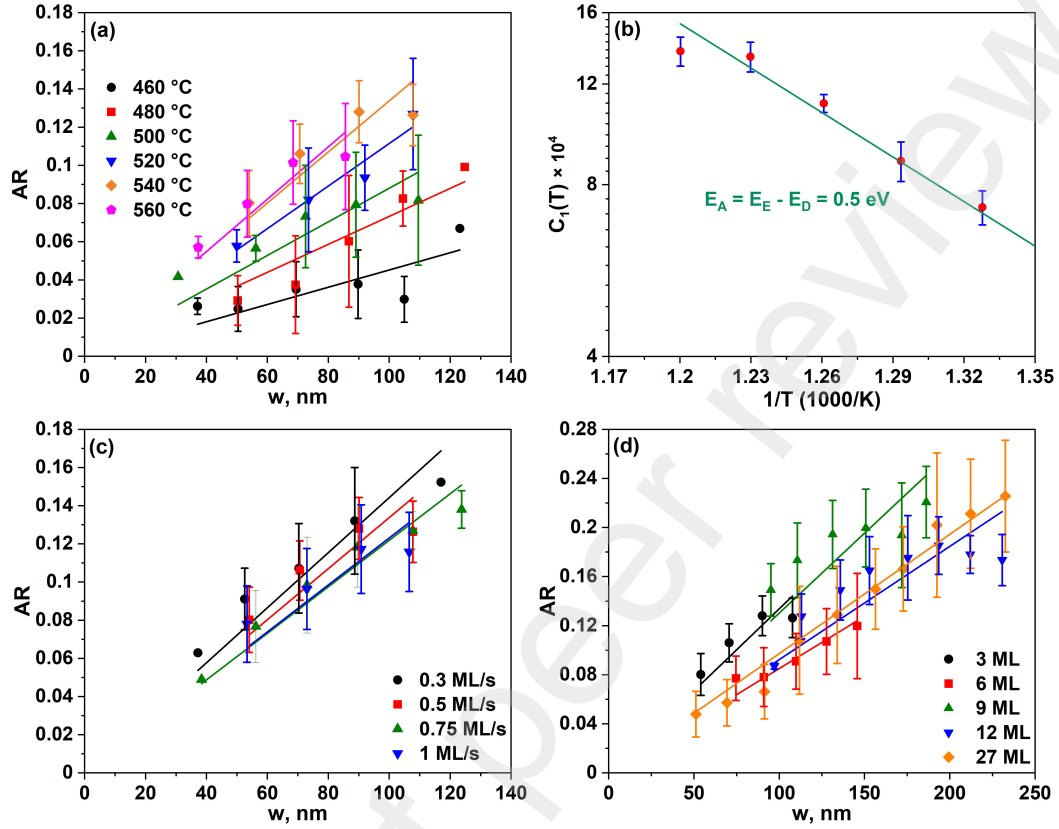 (a)
0.18
0.16
0.14
0.12
0.1
0.08
0.06
0.04
0.02
0
AR
460 °C
480 °C
500 °C
520 °C
540 °C
560 °C
0 20 40 60 80 100 120 140
w, nm
(b)
16
12
8
4
C₁(T) × 10⁴
E_A = E_E - E_D = 0.5 eV
1.17 1.2 1.23 1.26 1.29 1.32 1.35
1/T (1000/K)
(c)
0.18
0.16
0.14
0.12
0.1
0.08
0.06
0.04
0.02
0
AR
0.3 ML/s
0.5 ML/s
0.75 ML/s
1 ML/s
0 20 40 60 80 100 120 140
w, nm
(d)
0.28
0.24
0.2
0.16
0.12
0.08
0.04
0
AR
3 ML
6 ML
9 ML
12 ML
27 ML
0 50 100 150 200 250
w, nm
peer review